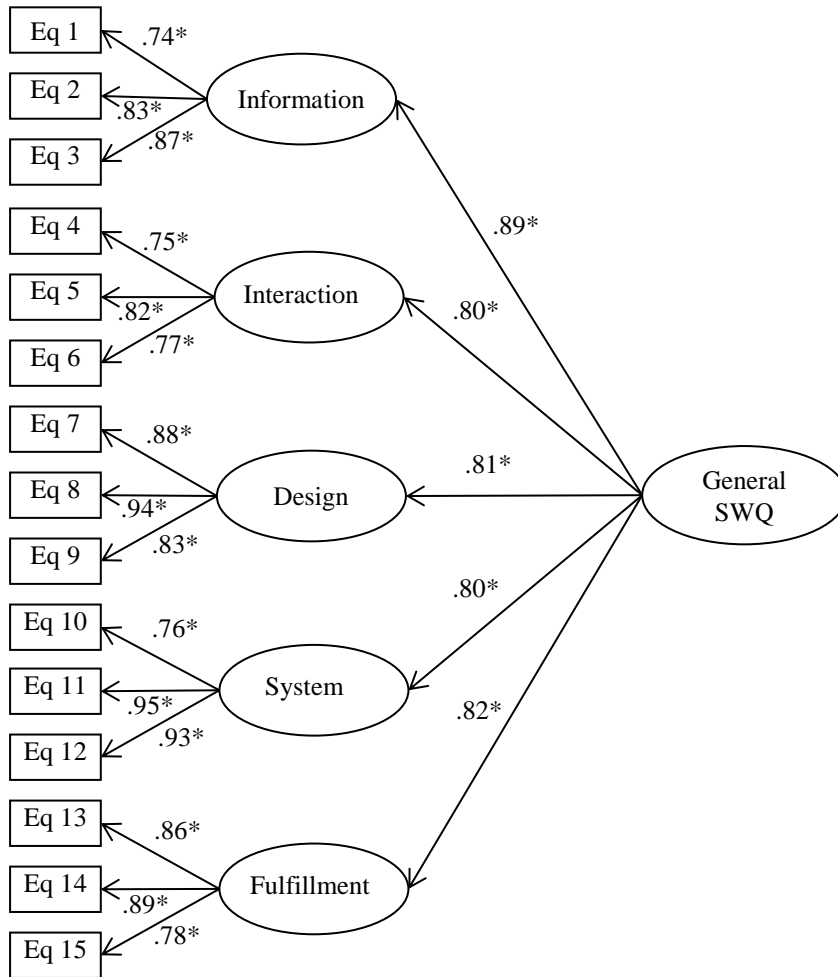 Eq 1
.74*
Eq 2
.83*
Information
Eq 3
.87*
.89*
Eq 4
.75*
Eq 5
.82*
Interaction
.80*
Eq 6
.77*
Eq 7
.88*
.81*
Eq 8
.94*
Design
General
SWQ
Eq 9
.83*
.80*
Eq 10
.76*
Eq 11
.95*
System
.82*
Eq 12
.93*
Eq 13
.86*
Eq 14
.89*
Fulfillment
Eq 15
.78*